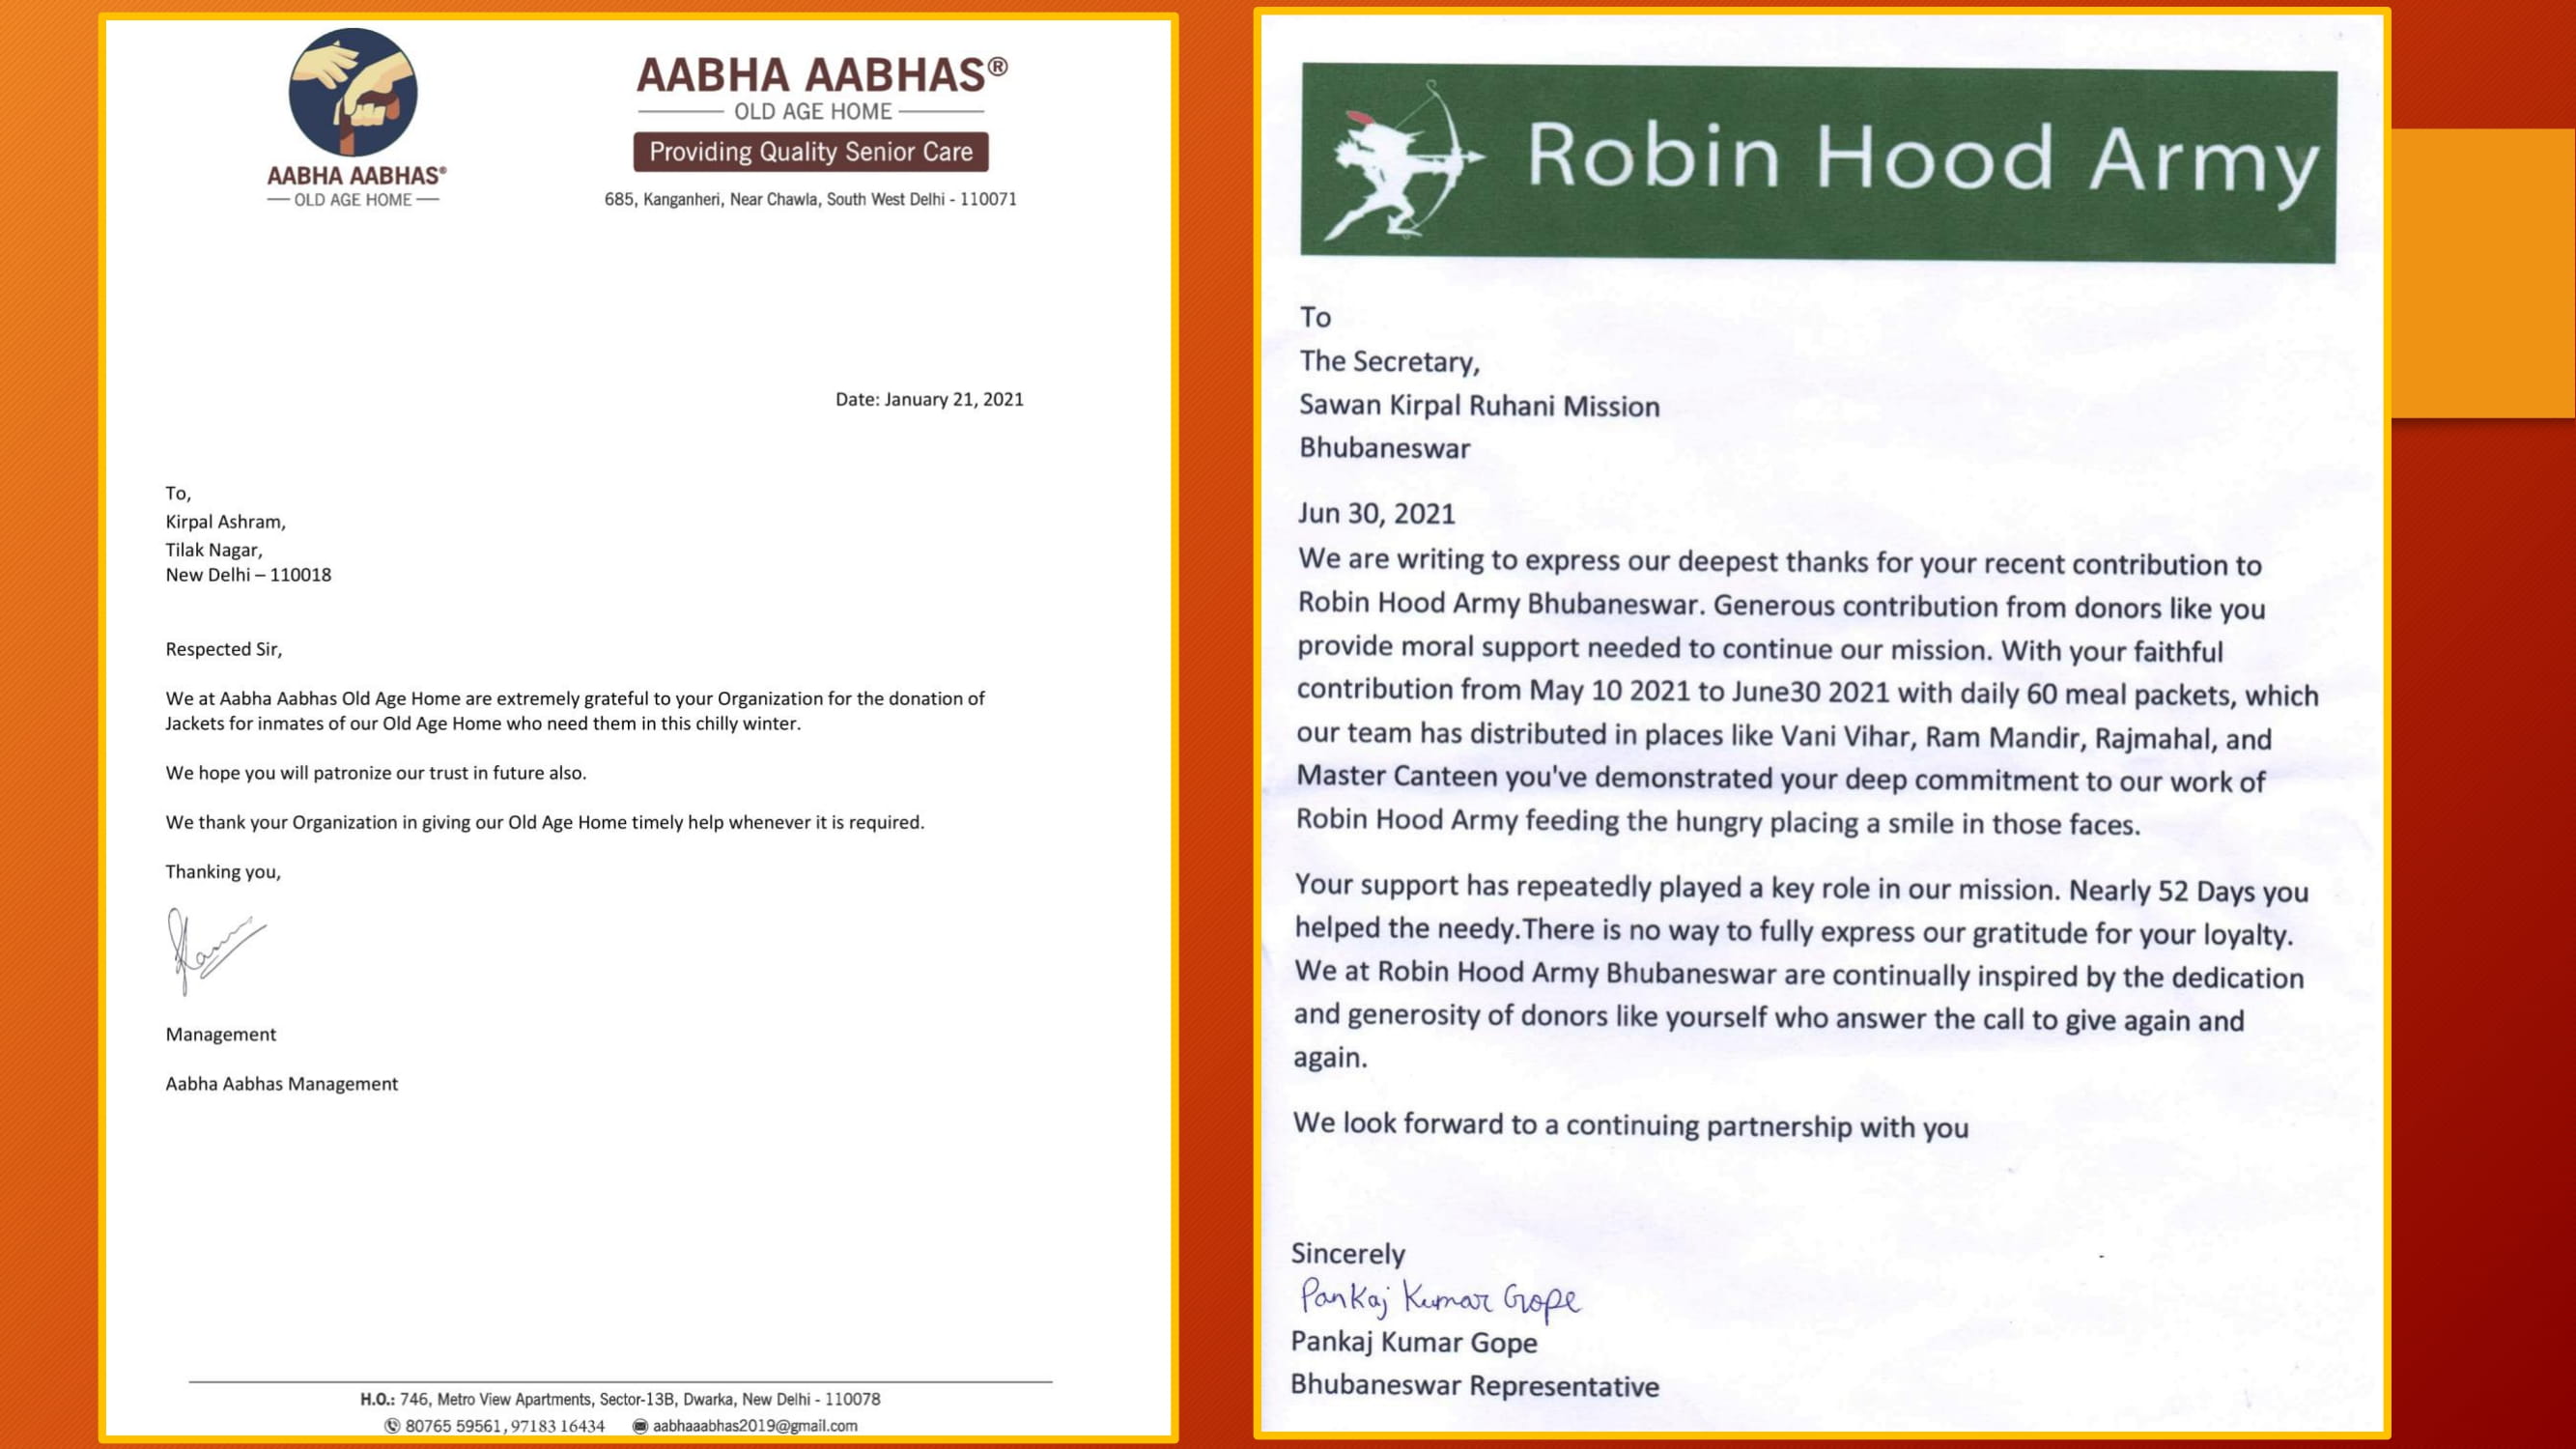 AABHA AABHAS®
OLD AGE HOME
AABHA AABHAS®
OLD AGE HOME
Providing Quality Senior Care
685, Kanganheri, Near Chawla, South West Delhi - 110071
Date: January 21, 2021
To,
Kirpal Ashram,
Tilak Nagar,
New Delhi – 110018
Respected Sir,
We at Aabha Aabhas Old Age Home are extremely grateful to your Organization for the donation of
Jackets for inmates of our Old Age Home who need them in this chilly winter.
We hope you will patronize our trust in future also.
We thank your Organization in giving our Old Age Home timely help whenever it is required.
Thanking you,
Management
Aabha Aabhas Management
H.O.: 746, Metro View Apartments, Sector-13B, Dwarka, New Delhi - 110078
80765 59561, 97183 16434 aabhaaabhas2019@gmail.com
Robin Hood Army
To
The Secretary,
Sawan Kirpal Ruhani Mission
Bhubaneswar
Jun 30, 2021
We are writing to express our deepest thanks for your recent contribution to
Robin Hood Army Bhubaneswar. Generous contribution from donors like you
provide moral support needed to continue our mission. With your faithful
contribution from May 10 2021 to June30 2021 with daily 60 meal packets, which
our team has distributed in places like Vani Vihar, Ram Mandir, Rajmahal, and
Master Canteen you've demonstrated your deep commitment to our work of
Robin Hood Army feeding the hungry placing a smile in those faces.
Your support has repeatedly played a key role in our mission. Nearly 52 Days you
helped the needy.There is no way to fully express our gratitude for your loyalty.
We at Robin Hood Army Bhubaneswar are continually inspired by the dedication
and generosity of donors like yourself who answer the call to give again and
again.
We look forward to a continuing partnership with you
Sincerely
Pankaj Kumar Gope
Pankaj Kumar Gope
Bhubaneswar Representative